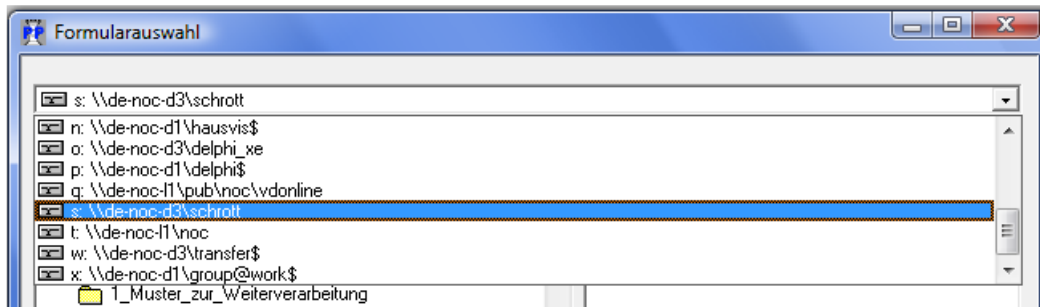 Formularauswahl
s: \\de-noc-d3\schrott
n: \\de-noc-d1\hausvis$
o: \\de-noc-d3\delphi_xe
p: \\de-noc-d1\delphi$
q: \\de-noc-l1\pub\noc\vdonline
s: \\de-noc-d3\schrott
t: \\de-noc-l1\noc
w: \\de-noc-d3\transfer$
x: \\de-noc-d1\group@work$
1_Muster_zur_Weiterverarbeitung